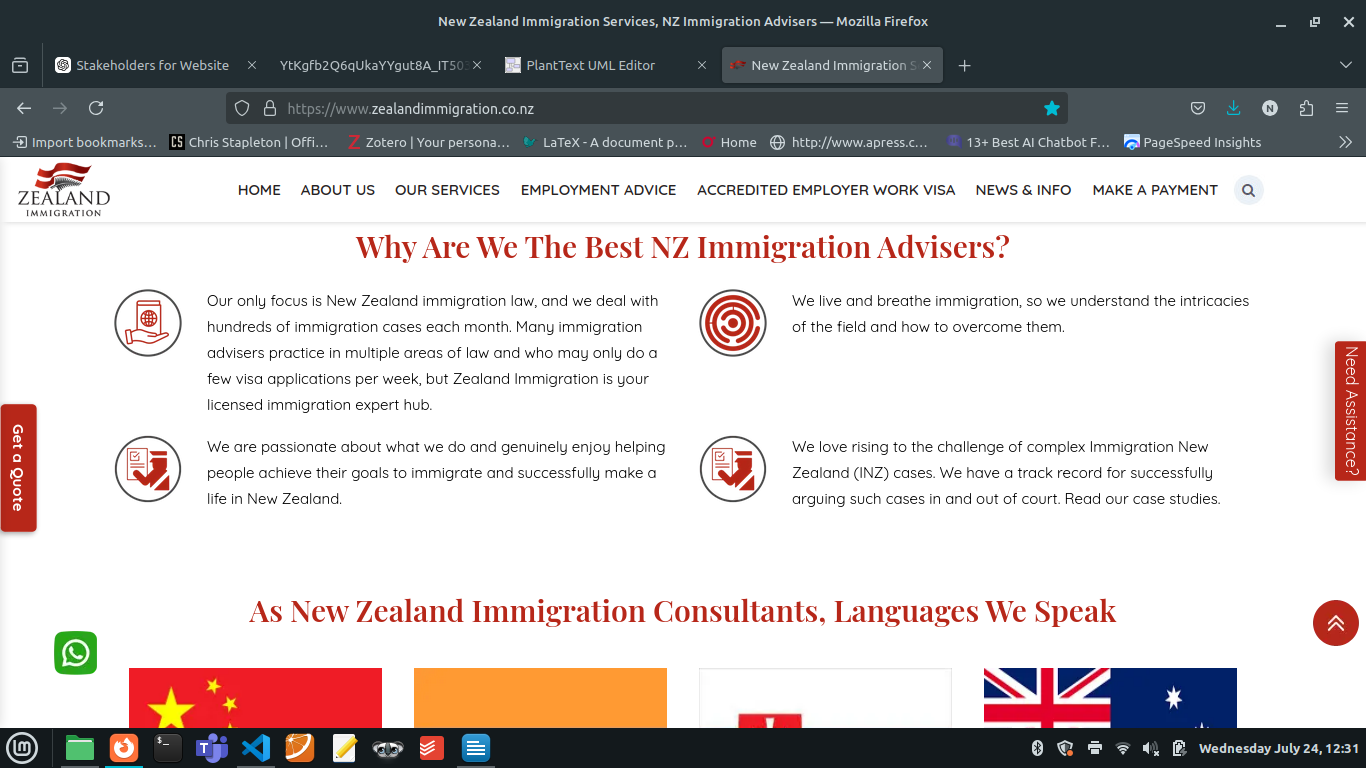 New Zealand Immigration Services, NZ Immigration Advisers — Mozilla Firefox
Stakeholders for Website
YtKgfb2Q6qUkaYYgut8A_IT503
PlantText UML Editor
New Zealand Immigration S
https://www.zealandimmigration.co.nz
N
Import bookmarks...
CS
Chris Stapleton | Offi...
Z
Zotero | Your persona...
LaTeX - A document p...
Home
http://www.apress.c...
13+ Best AI Chatbot F...
PageSpeed Insights
ZEALAND
IMMIGRATION
HOME
ABOUT US
OUR SERVICES
EMPLOYMENT ADVICE
ACCREDITED EMPLOYER WORK VISA
NEWS & INFO
MAKE A PAYMENT
Why Are We The Best NZ Immigration Advisers?
Our only focus is New Zealand immigration law, and we deal with
hundreds of immigration cases each month. Many immigration
advisers practice in multiple areas of law and who may only do a
few visa applications per week, but Zealand Immigration is your
licensed immigration expert hub.
We live and breathe immigration, so we understand the intricacies
of the field and how to overcome them.
We are passionate about what we do and genuinely enjoy helping
people achieve their goals to immigrate and successfully make a
life in New Zealand.
We love rising to the challenge of complex Immigration New
Zealand (INZ) cases. We have a track record for successfully
arguing such cases in and out of court. Read our case studies.
Get a Quote
Need Assistance?
As New Zealand Immigration Consultants, Languages We Speak
Wednesday July 24, 12:31